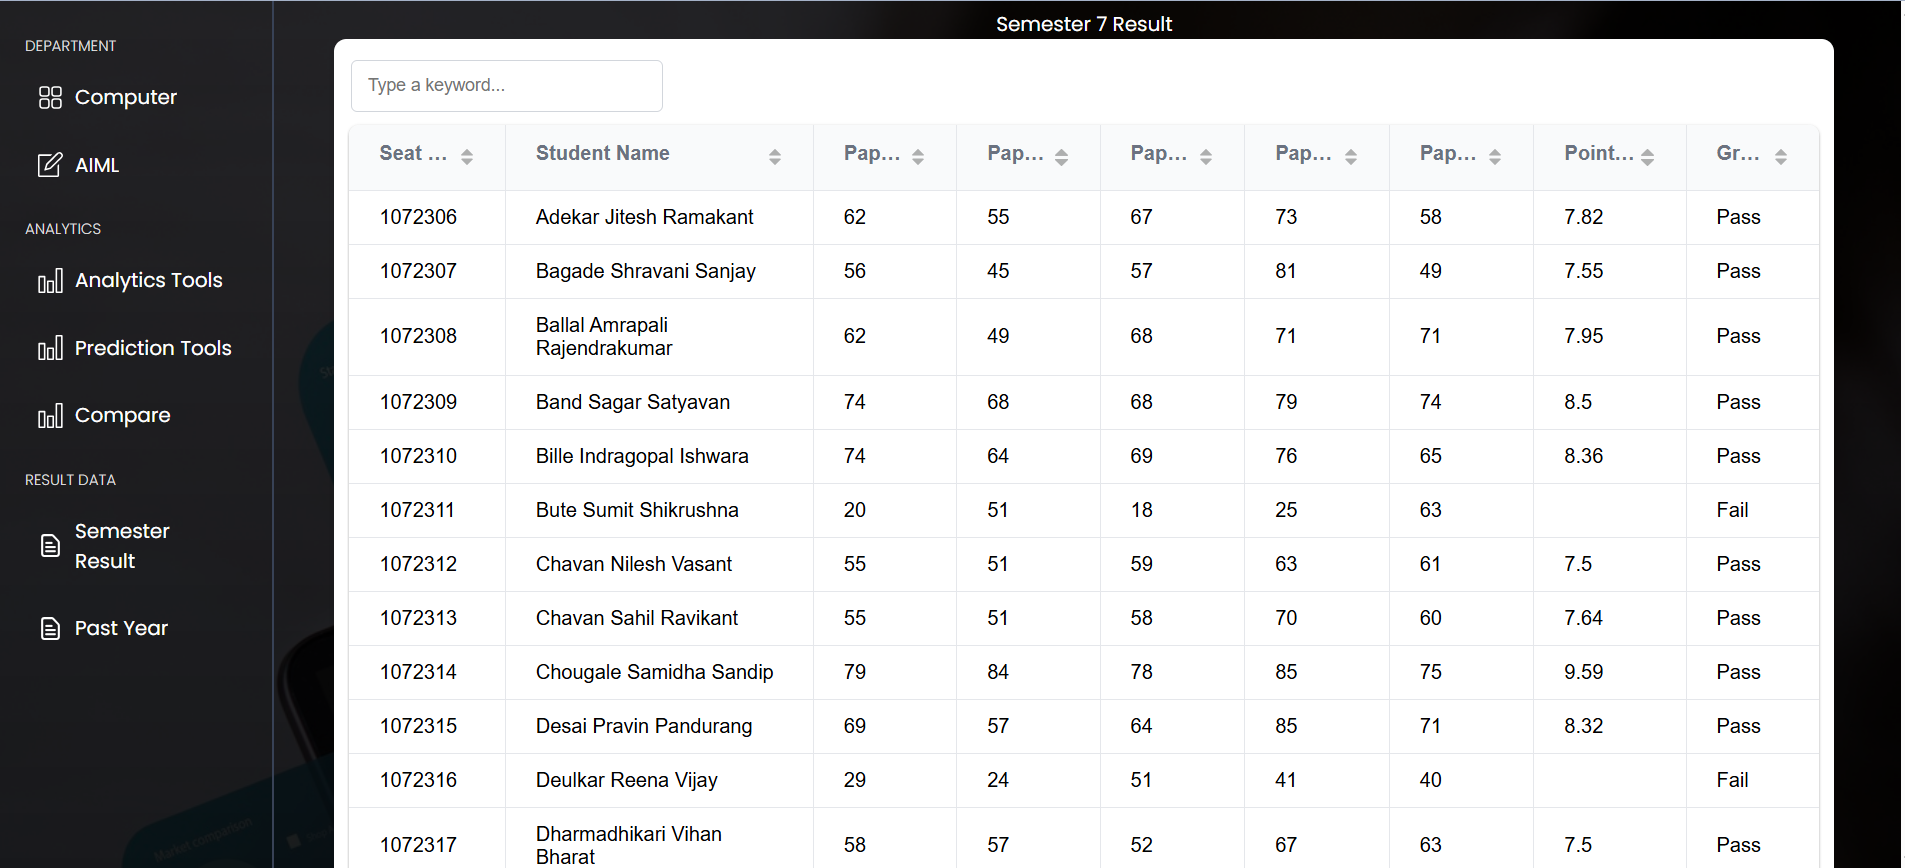 DEPARTMENT
Computer
AIML
ANALYTICS
Analytics Tools
Prediction Tools
Compare
RESULT DATA
Semester
Result
Past Year
Semester 7 Result
Type a keyword...
Seat ... Student Name Pap... Pap... Pap... Pap... Pap... Point... Gr...
1072306 Adekar Jitesh Ramakant 62 55 67 73 58 7.82 Pass
1072307 Bagade Shravani Sanjay 56 45 57 81 49 7.55 Pass
1072308 Ballal Amrapali Rajendrakumar 62 49 68 71 71 7.95 Pass
1072309 Band Sagar Satyavan 74 68 68 79 74 8.5 Pass
1072310 Bille Indragopal Ishwara 74 64 69 76 65 8.36 Pass
1072311 Bute Sumit Shikrushna 20 51 18 25 63 Fail
1072312 Chavan Nilesh Vasant 55 51 59 63 61 7.5 Pass
1072313 Chavan Sahil Ravikant 55 51 58 70 60 7.64 Pass
1072314 Chougale Samidha Sandip 79 84 78 85 75 9.59 Pass
1072315 Desai Pravin Pandurang 69 57 64 85 71 8.32 Pass
1072316 Deulkar Reena Vijay 29 24 51 41 40 Fail
1072317 Dharmadhikari Vihan Bharat 58 57 52 67 63 7.5 Pass
Market comparison